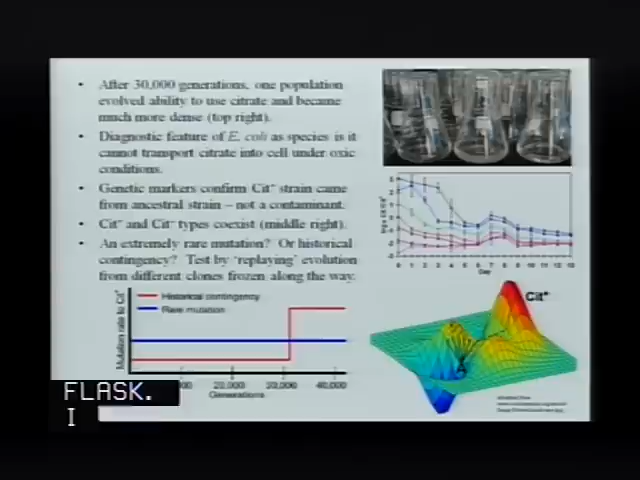 • After 30,000 generations, one population
evolved ability to use citrate and became
much more dense (top right).
• Diagnostic feature of E. coli as species is it
cannot transport citrate into cell under oxic
conditions.
• Genetic markers confirm Cit⁺ strain came
from ancestral strain – not a contaminant.
• Cit⁺ and Cit⁻ types coexist (middle right).
• An extremely rare mutation? Or historical
contingency? Test by 'replaying' evolution
from different clones frozen along the way.
Historical contingency
Rare mutation
Mutation rate to Cit⁺
20,000 30,000 40,000
Generations
Day
Cit⁺
FLASK.
I